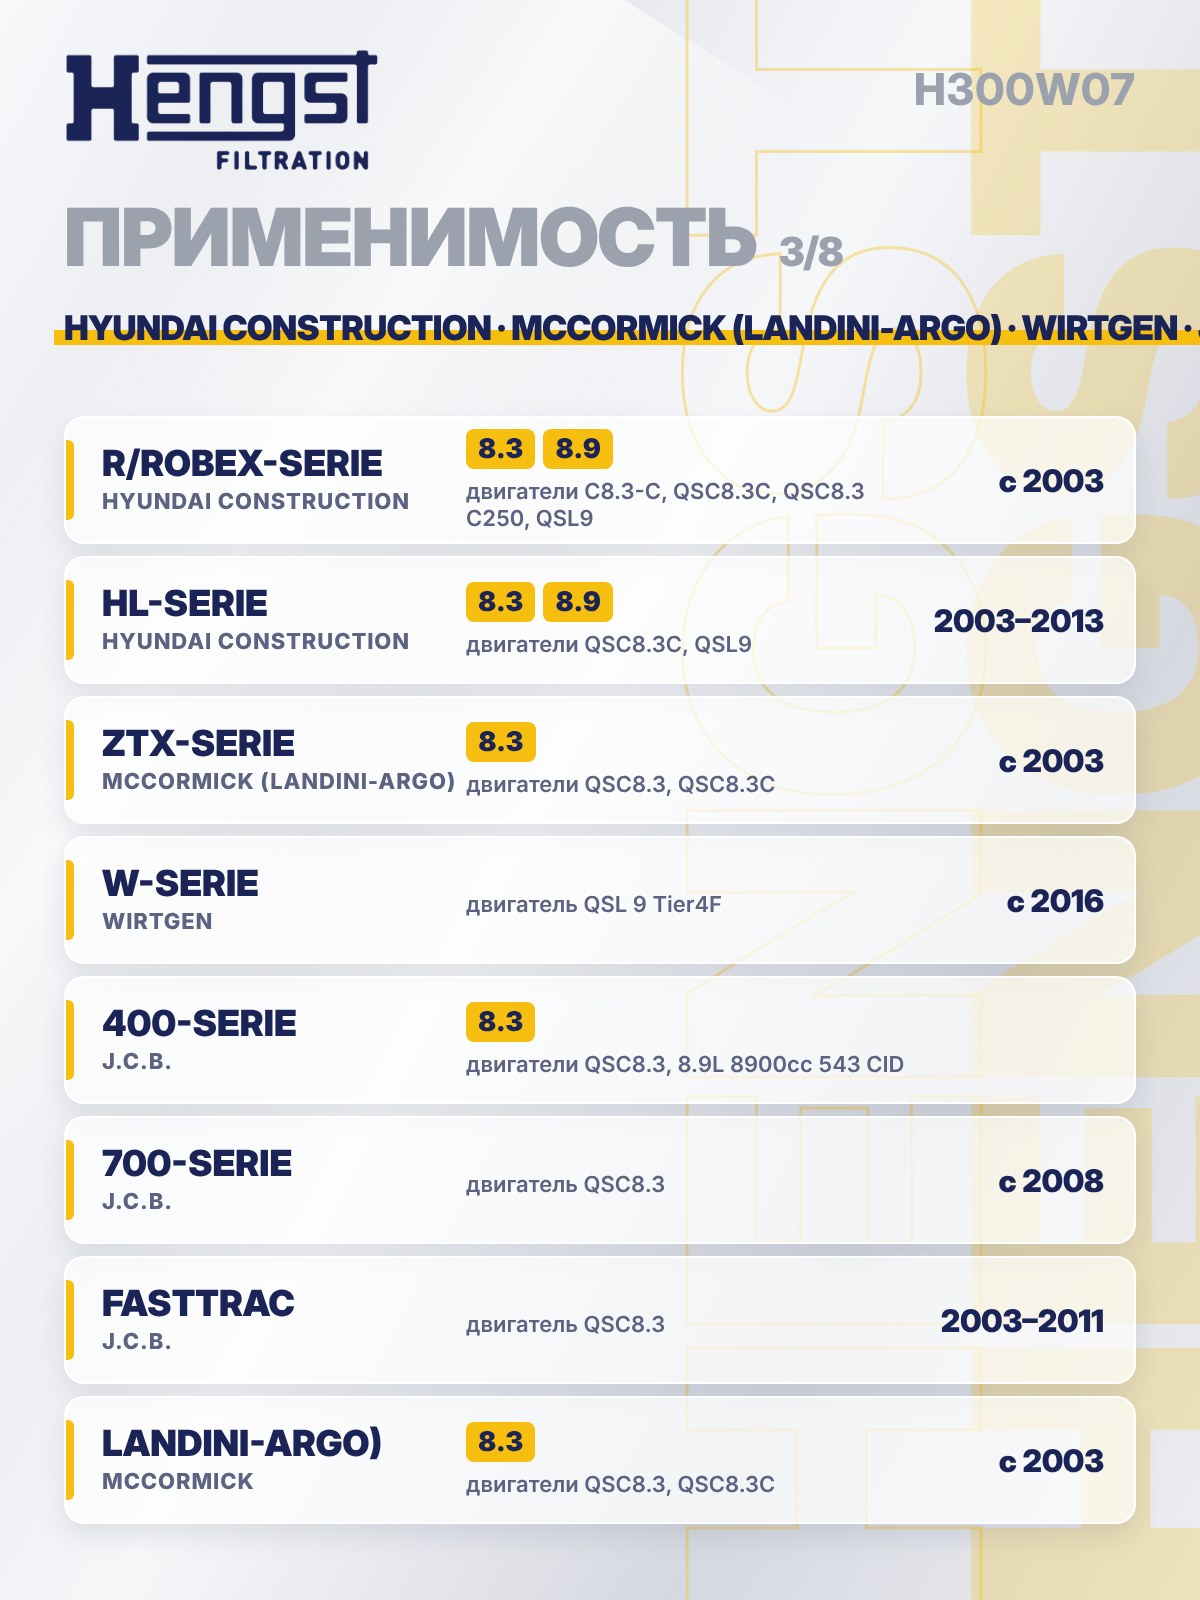 Hengst
FILTRATION
H300W07
ПРИМЕНИМОСТЬ 3/8
HYUNDAI CONSTRUCTION · MCCORMICK (LANDINI-ARGO) · WIRTGEN ·
R/ROBEX-SERIE
HYUNDAI CONSTRUCTION
8.3 8.9
двигатели C8.3-C, QSC8.3C, QSC8.3
C250, QSL9
с 2003
HL-SERIE
HYUNDAI CONSTRUCTION
8.3 8.9
двигатели QSC8.3C, QSL9
2003–2013
ZTX-SERIE
MCCORMICK (LANDINI-ARGO)
8.3
двигатели QSC8.3, QSC8.3C
с 2003
W-SERIE
WIRTGEN
двигатель QSL 9 Tier4F
с 2016
400-SERIE
J.C.B.
8.3
двигатели QSC8.3, 8.9L 8900cc 543 CID
700-SERIE
J.C.B.
двигатель QSC8.3
с 2008
FASTTRAC
J.C.B.
двигатель QSC8.3
2003–2011
LANDINI-ARGO)
MCCORMICK
8.3
двигатели QSC8.3, QSC8.3C
с 2003
HENGST
HENGST